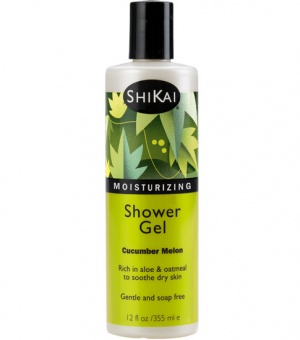 SHIKAI
MOISTURIZING
Shower
Gel
Cucumber Melon
Rich in aloe & oatmeal
to soothe dry skin
Gentle and soap free
12 fl oz/355 ml e